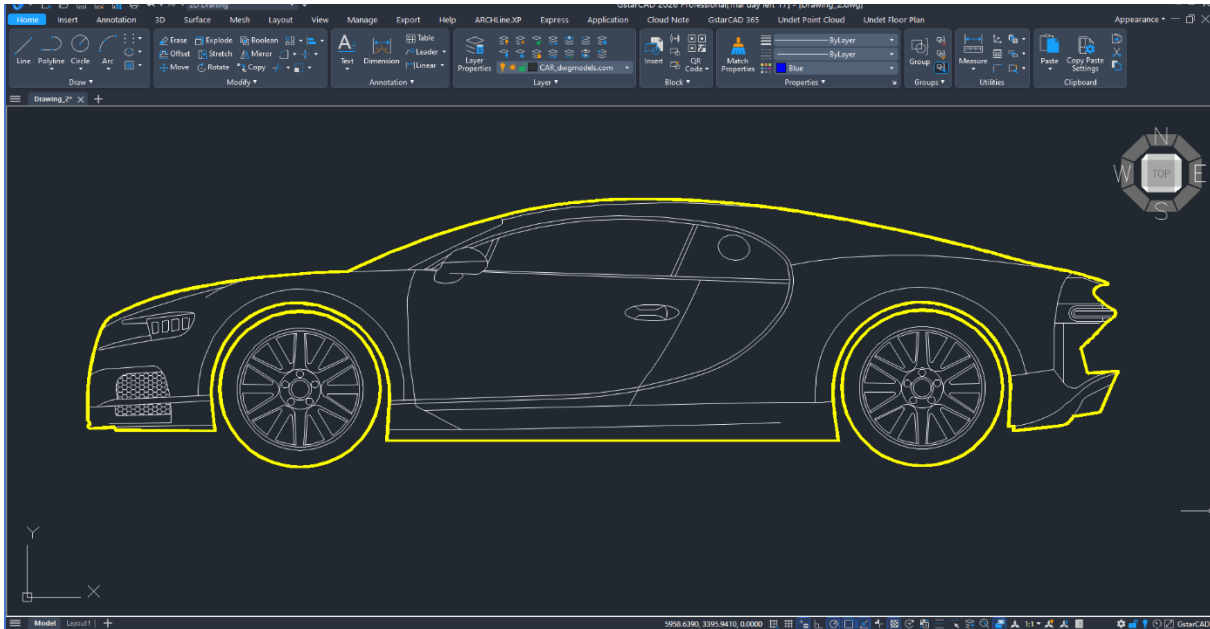 2D Drafting GstarCAD 2026 Professional(Trial day left 17) - [Drawing_2.dwg]
Home Insert Annotation 3D Surface Mesh Layout View Manage Export Help ARCHLine.XP Express Application Cloud Note GstarCAD 365 Undet Point Cloud Undet Floor Plan Appearance
Line Polyline Circle Arc
Erase Explode Boolean
Offset Stretch Mirror
Move Rotate Copy
Text Dimension
Table
Leader
Linear
Layer Properties
CAR_dwgmodels.com
Insert
QR Code
Match Properties
ByLayer
ByLayer
Blue
Group
Measure
Paste
Copy Paste Settings
Draw Modify Annotation Layer Block Properties Groups Utilities Clipboard
Drawing_2*
N
W TOP E
S
Y
X
Model Layout1 5958.6390, 3395.9410, 0.0000 1:1 GstarCAD